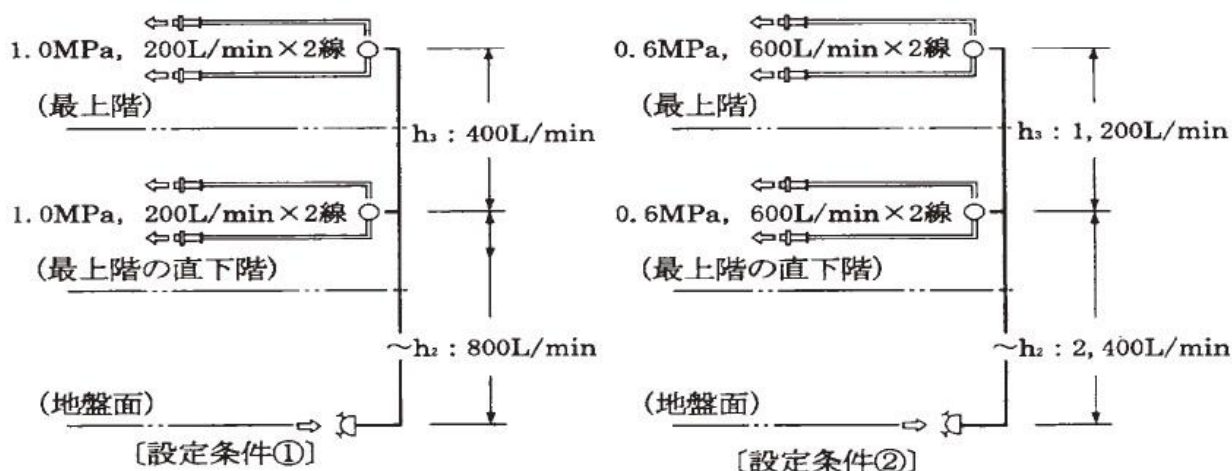 1.0MPa, 200L/min×2線
(最上階)
h₃：400L/min
1.0MPa, 200L/min×2線
(最上階の直下階)
～h₂：800L/min
(地盤面)
〔設定条件①〕
0.6MPa, 600L/min×2線
(最上階)
h₃：1,200L/min
0.6MPa, 600L/min×2線
(最上階の直下階)
～h₂：2,400L/min
(地盤面)
〔設定条件②〕